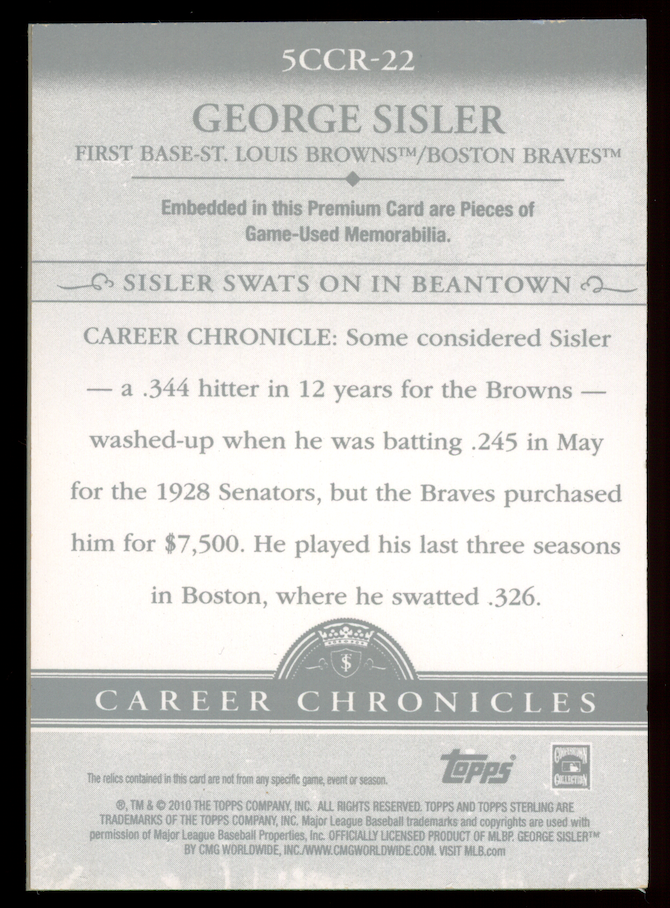 5CCR-22
GEORGE SISLER
FIRST BASE-ST. LOUIS BROWNS™/BOSTON BRAVES™
Embedded in this Premium Card are Pieces of
Game-Used Memorabilia.
SISLER SWATS ON IN BEANTOWN
CAREER CHRONICLE: Some considered Sisler
— a .344 hitter in 12 years for the Browns —
washed-up when he was batting .245 in May
for the 1928 Senators, but the Braves purchased
him for $7,500. He played his last three seasons
in Boston, where he swatted .326.
$
CAREER CHRONICLES
Topps
COOPERSTOWN
COLLECTION
The relics contained in this card are not from any specific game, event or season.
®, TM & © 2010 THE TOPPS COMPANY, INC. ALL RIGHTS RESERVED. TOPPS AND TOPPS STERLING ARE
TRADEMARKS OF THE TOPPS COMPANY, INC. Major League Baseball trademarks and copyrights are used with
permission of Major League Baseball Properties, Inc. OFFICIALLY LICENSED PRODUCT OF MLBP. GEORGE SISLER™
BY CMG WORLDWIDE, INC./WWW.CMGWORLDWIDE.COM. VISIT MLB.com